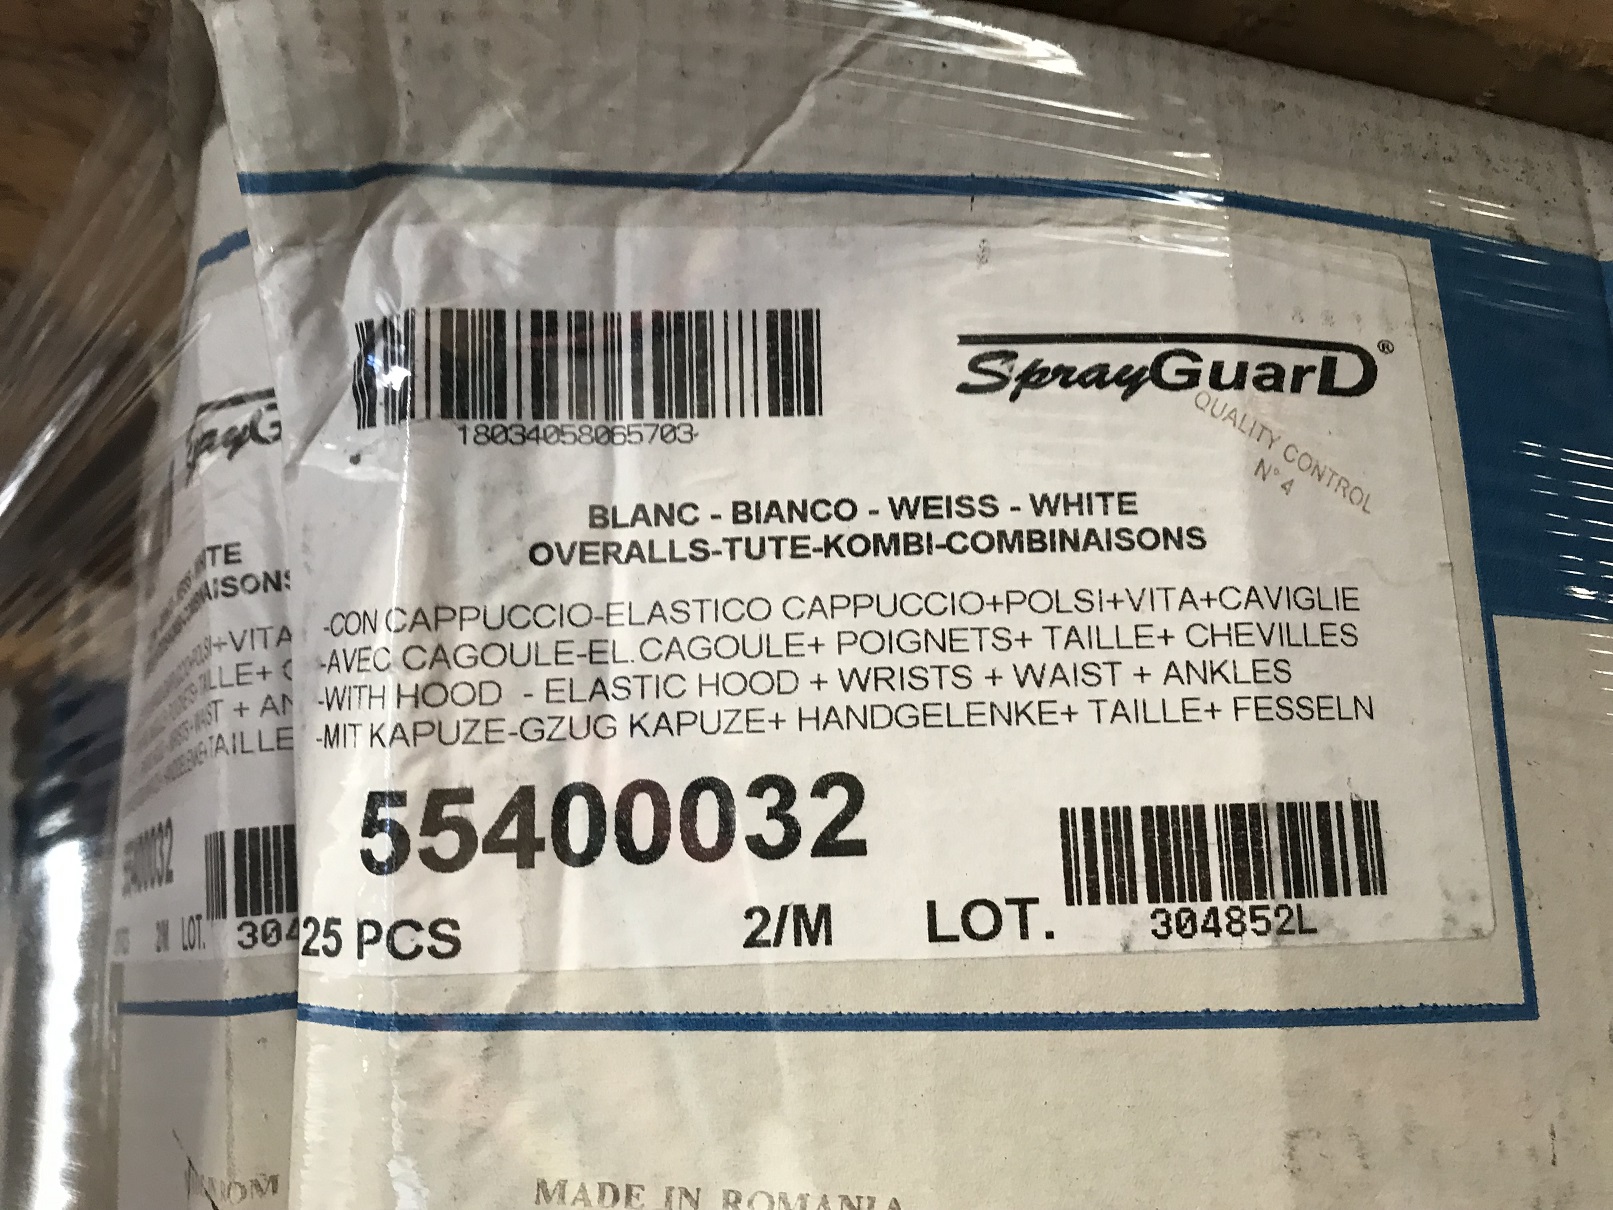 18034058065703
SprayGuarD®
QUALITY CONTROL
N° 4
BLANC - BIANCO - WEISS - WHITE
OVERALLS-TUTE-KOMBI-COMBINAISONS
-CON CAPPUCCIO-ELASTICO CAPPUCCIO+POLSI+VITA+CAVIGLIE
-AVEC CAGOULE-EL.CAGOULE+ POIGNETS+ TAILLE+ CHEVILLES
-WITH HOOD - ELASTIC HOOD + WRISTS + WAIST + ANKLES
-MIT KAPUZE-GZUG KAPUZE+ HANDGELENKE+ TAILLE+ FESSELN
55400032
25 PCS 2/M LOT. 304852L
MADE IN ROMANIA